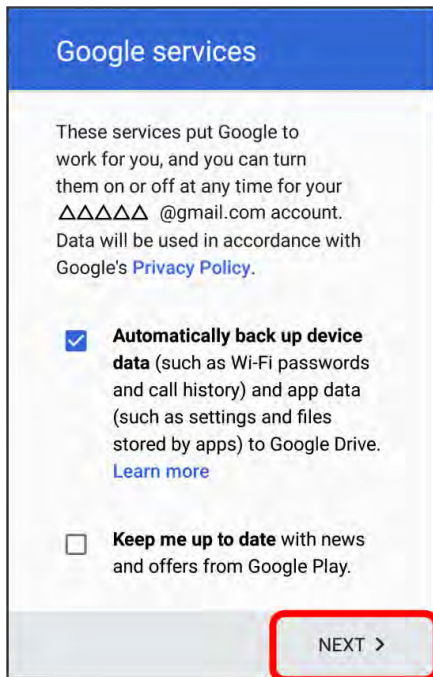 Google services
These services put Google to
work for you, and you can turn
them on or off at any time for your
△△△△△ @gmail.com account.
Data will be used in accordance with
Google's Privacy Policy.
Automatically back up device
data (such as Wi-Fi passwords
and call history) and app data
(such as settings and files
stored by apps) to Google Drive.
Learn more
Keep me up to date with news
and offers from Google Play.
NEXT >